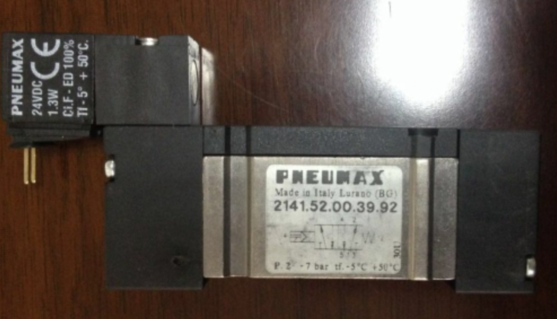 PNEUMAX
24VDC
1.3W
CE
Cl.F - ED 100%
TI - 5° + 50°C.
PNEUMAX
Made in Italy Lurano (BG)
2141.52.00.39.92
P. 2 - 7 bar tf. -5°C +50°C